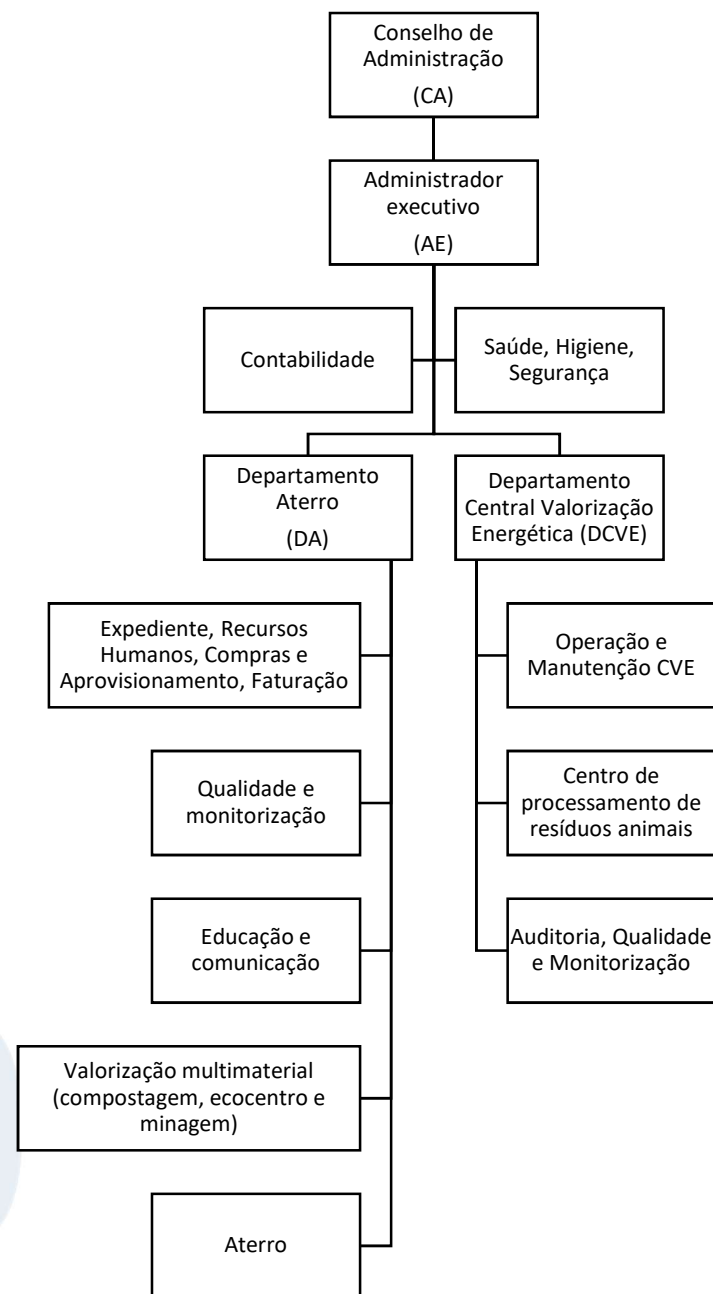 Conselho de
Administração
(CA)
Administrador
executivo
(AE)
Contabilidade
Saúde, Higiene,
Segurança
Departamento
Aterro
(DA)
Departamento
Central Valorização
Energética (DCVE)
Expediente, Recursos
Humanos, Compras e
Aprovisionamento, Faturação
Operação e
Manutenção CVE
Qualidade e
monitorização
Centro de
processamento de
resíduos animais
Educação e
comunicação
Auditoria, Qualidade
e Monitorização
Valorização multimaterial
(compostagem, ecocentro e
minagem)
Aterro